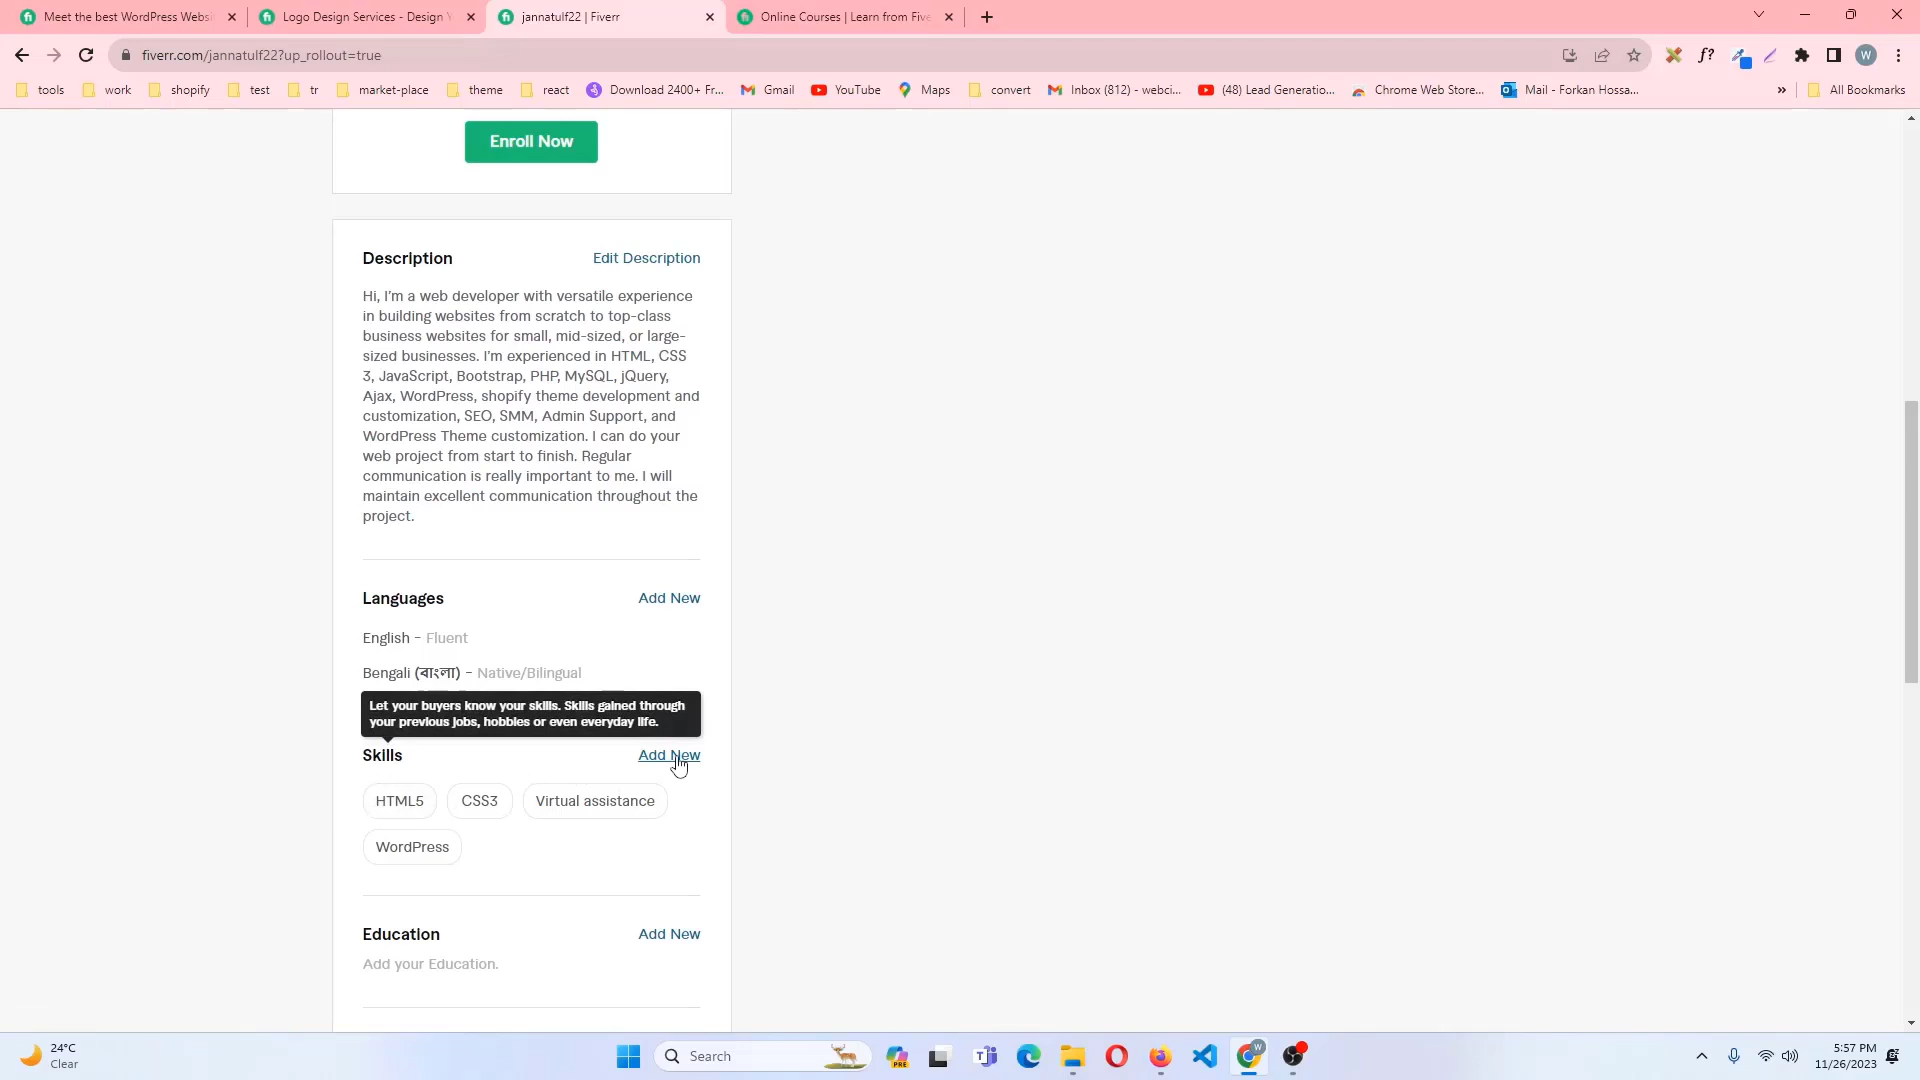 Meet the best WordPress Websi
Logo Design Services - Design Y
jannatulf22 | Fiverr
Online Courses | Learn from Five
fiverr.com/jannatulf22?up_rollout=true
f?
W
tools
work
shopify
test
tr
market-place
theme
react
Download 2400+ Fr...
Gmail
YouTube
Maps
convert
Inbox (812) - webci...
(48) Lead Generatio...
Chrome Web Store...
Mail - Forkan Hossa...
»
All Bookmarks
Enroll Now
Description
Edit Description
Hi, I'm a web developer with versatile experience
in building websites from scratch to top-class
business websites for small, mid-sized, or large-
sized businesses. I'm experienced in HTML, CSS
3, JavaScript, Bootstrap, PHP, MySQL, jQuery,
Ajax, WordPress, shopify theme development and
customization, SEO, SMM, Admin Support, and
WordPress Theme customization. I can do your
web project from start to finish. Regular
communication is really important to me. I will
maintain excellent communication throughout the
project.
Languages
Add New
English - Fluent
Bengali (বাংলা) - Native/Bilingual
Let your buyers know your skills. Skills gained through
your previous jobs, hobbies or even everyday life.
Skills
Add New
HTML5
CSS3
Virtual assistance
WordPress
Education
Add New
Add your Education.
24°C
Clear
Search
PRE
W
5:57 PM
11/26/2023